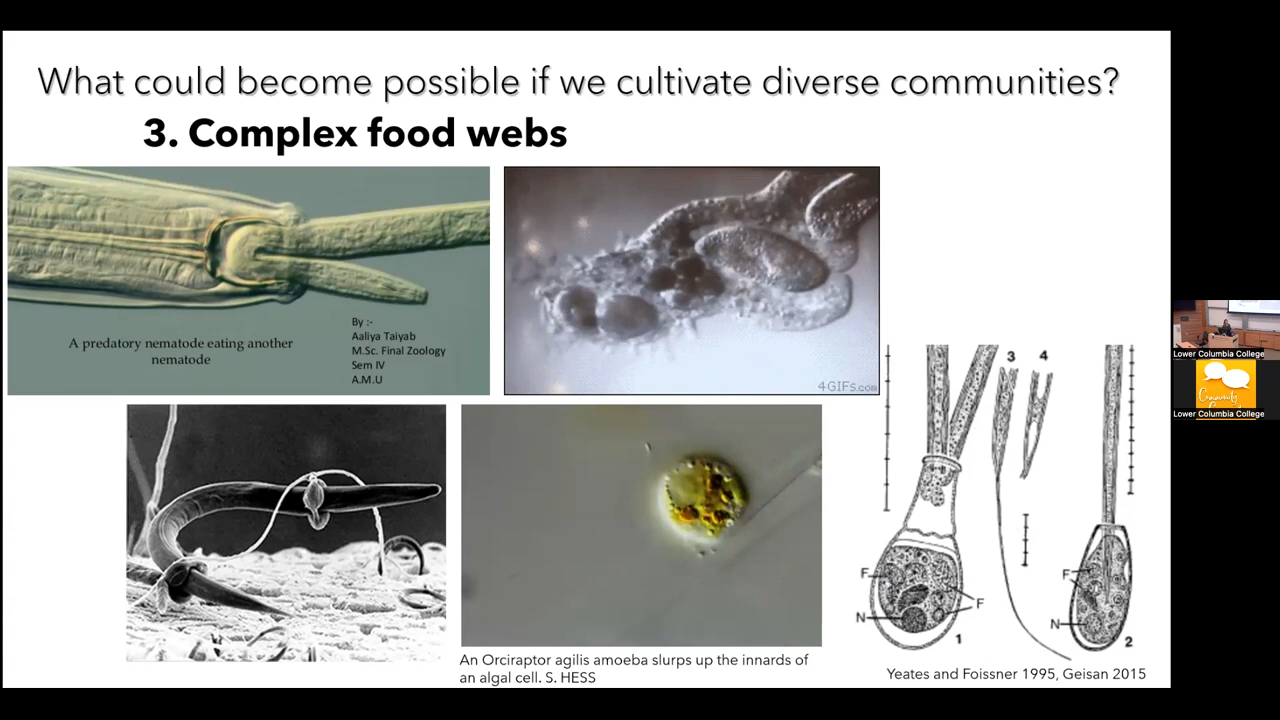 What could become possible if we cultivate diverse communities?
3. Complex food webs
A predatory nematode eating another
nematode
By :-
Aaliya Taiyab
M.Sc. Final Zoology
Sem IV
A.M.U
4GIFs.com
An Orciraptor agilis amoeba slurps up the innards of
an algal cell. S. HESS
3
4
F
F
N
1
F
N
2
Yeates and Foissner 1995, Geisan 2015
Lower Columbia College
Community
Lower Columbia College